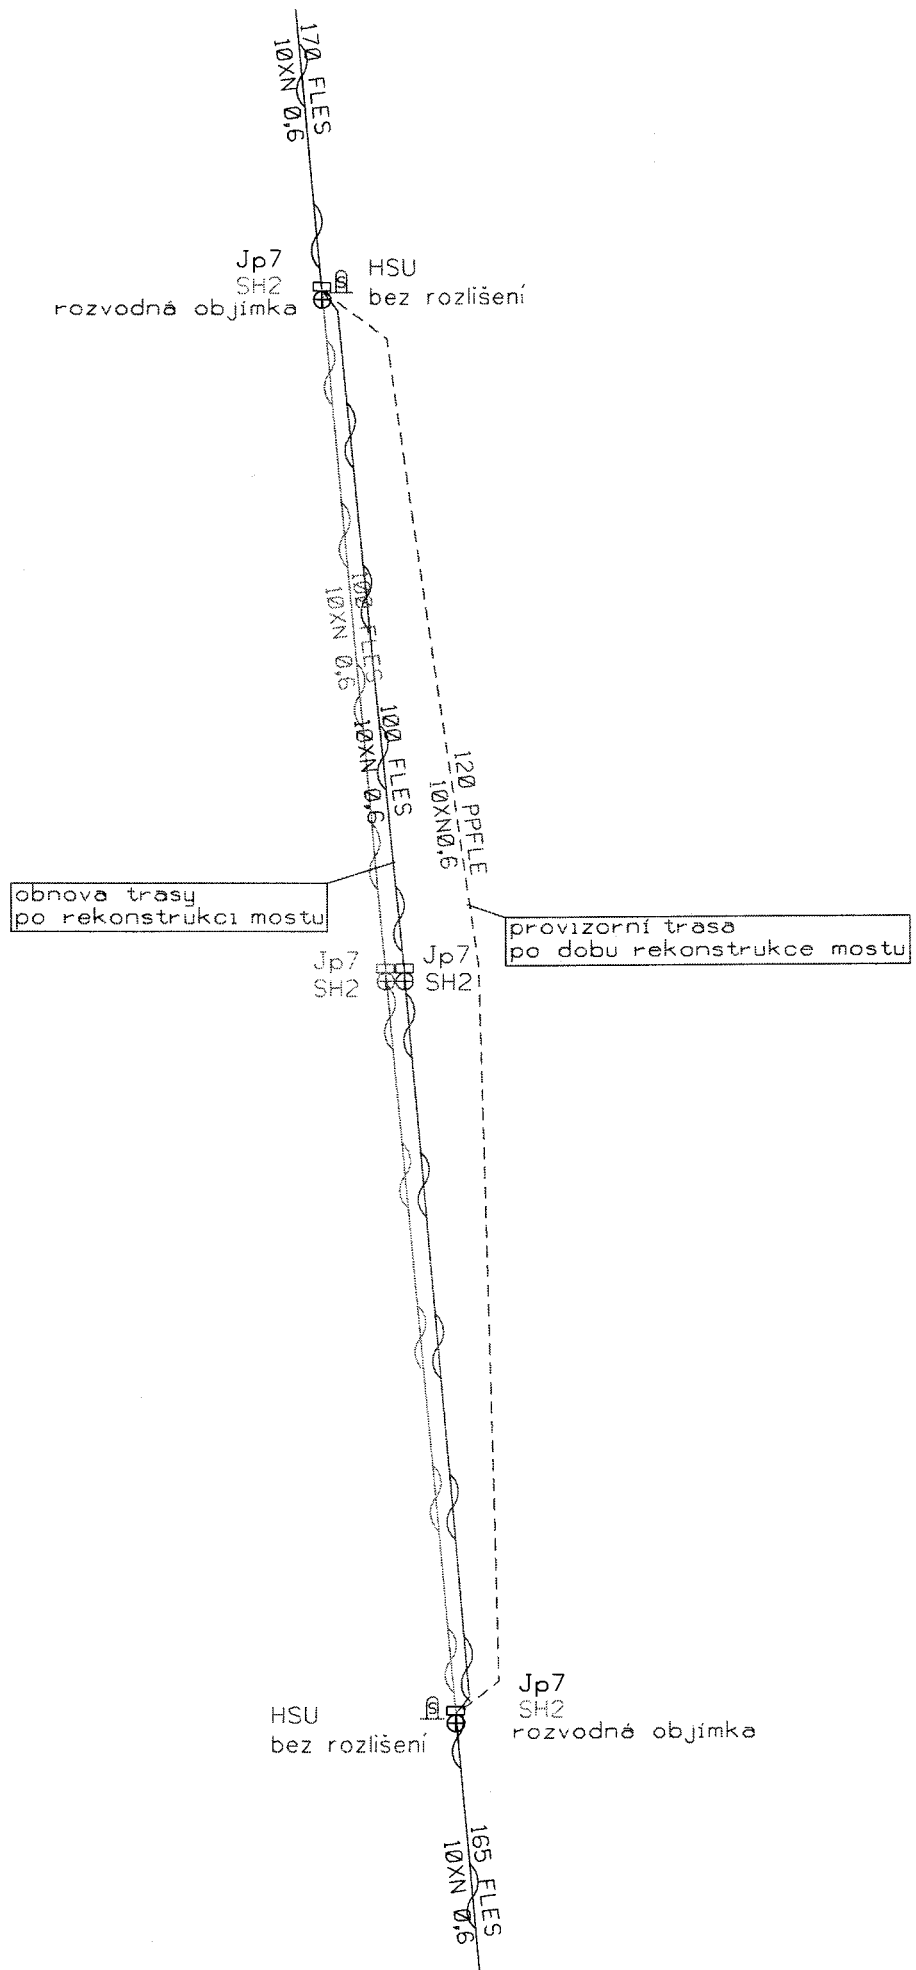 170 FLES
10XN 0,6
Jp7
SH2
rozvodná objímka
HSU
bez rozlišení
100 FLES
10XN 0,6
100 FLES
10XN 0,6
120 PPFLE
10XN0,6
obnova trasy
po rekonstrukci mostu
provizorní trasa
po dobu rekonstrukce mostu
Jp7
SH2
Jp7
SH2
HSU
bez rozlišení
Jp7
SH2
rozvodná objímka
165 FLES
10XN 0,6